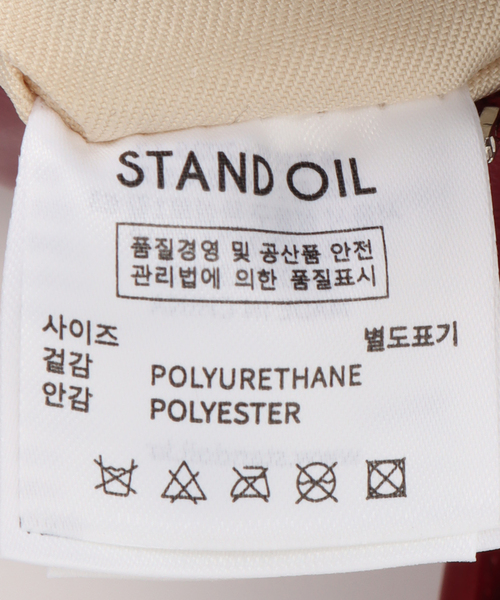 STAND OIL
품질경영 및 공산품 안전
관리법에 의한 품질표시
사이즈 별도표기
겉감 POLYURETHANE
안감 POLYESTER